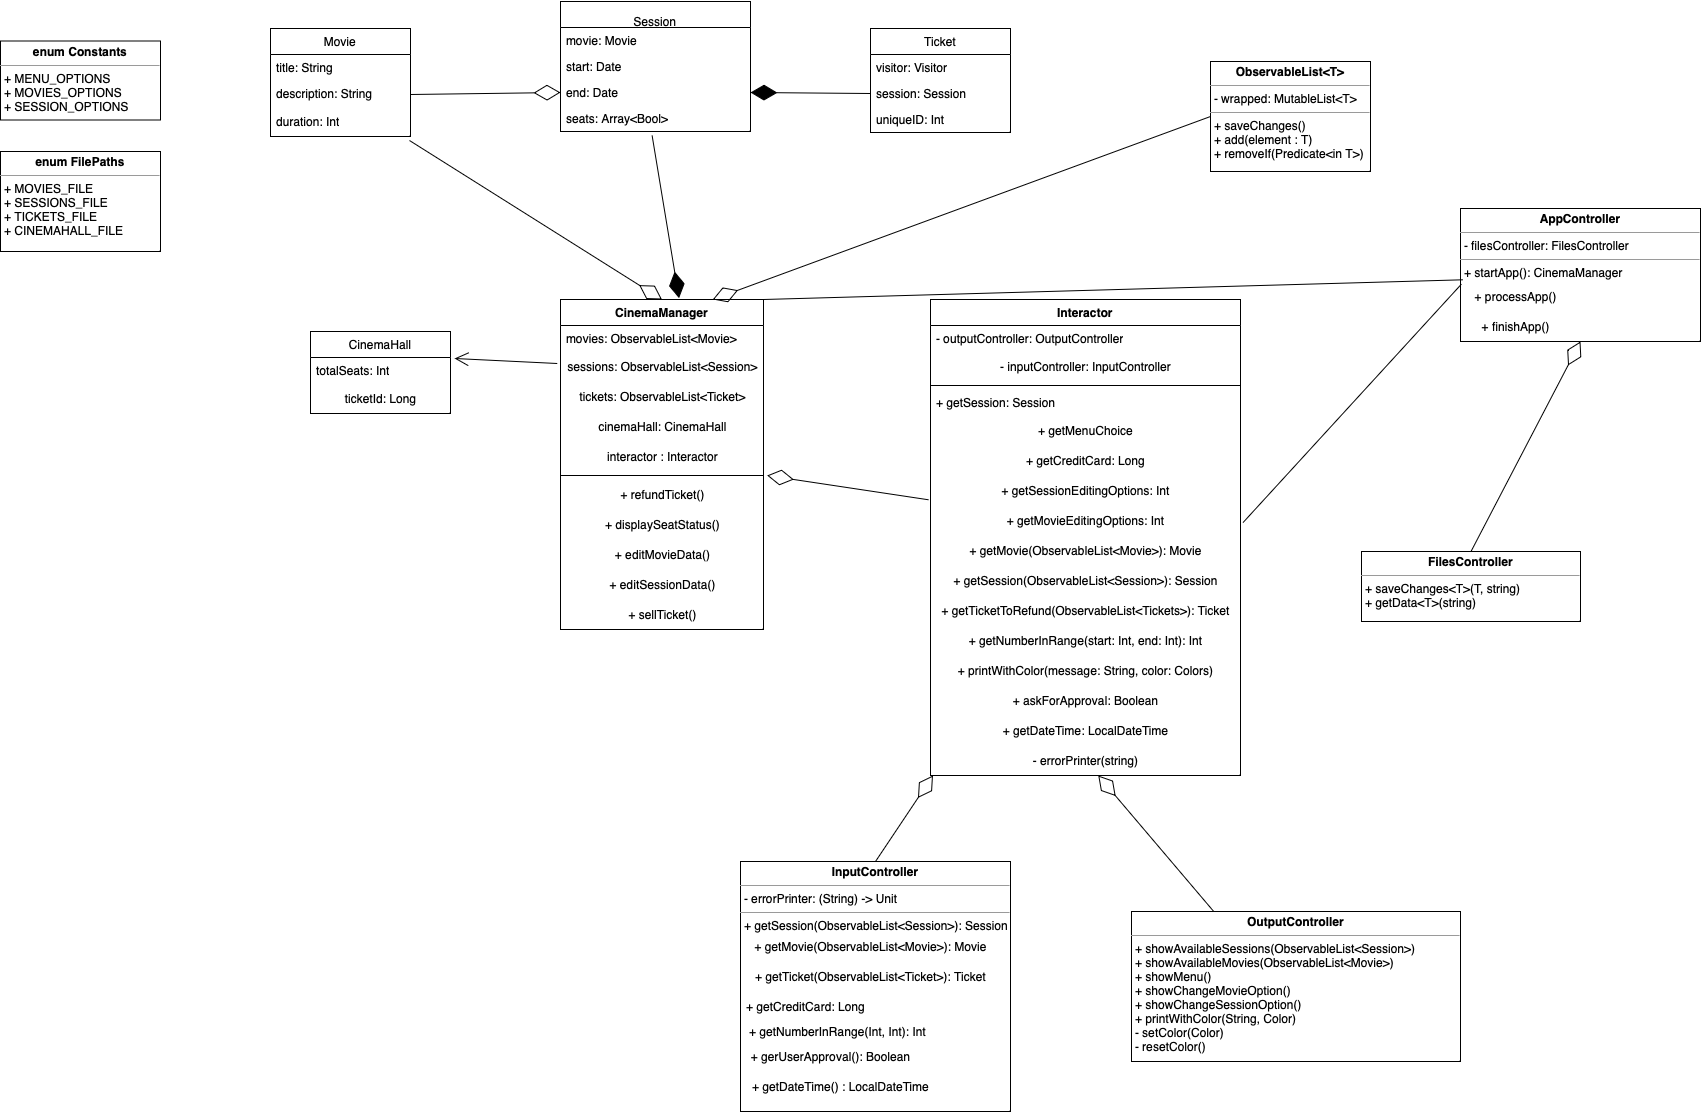 enum Constants
+ MENU_OPTIONS
+ MOVIES_OPTIONS
+ SESSION_OPTIONS
enum FilePaths
+ MOVIES_FILE
+ SESSIONS_FILE
+ TICKETS_FILE
+ CINEMAHALL_FILE
Movie
title: String
description: String
duration: Int
Session
movie: Movie
start: Date
end: Date
seats: Array<Bool>
Ticket
visitor: Visitor
session: Session
uniqueID: Int
ObservableList<T>
- wrapped: MutableList<T>
+ saveChanges()
+ add(element : T)
+ removeIf(Predicate<in T>)
AppController
- filesController: FilesController
+ startApp(): CinemaManager
+ processApp()
+ finishApp()
CinemaHall
totalSeats: Int
ticketId: Long
CinemaManager
movies: ObservableList<Movie>
sessions: ObservableList<Session>
tickets: ObservableList<Ticket>
cinemaHall: CinemaHall
interactor : Interactor
+ refundTicket()
+ displaySeatStatus()
+ editMovieData()
+ editSessionData()
+ sellTicket()
Interactor
- outputController: OutputController
- inputController: InputController
+ getSession: Session
+ getMenuChoice
+ getCreditCard: Long
+ getSessionEditingOptions: Int
+ getMovieEditingOptions: Int
+ getMovie(ObservableList<Movie>): Movie
+ getSession(ObservableList<Session>): Session
+ getTicketToRefund(ObservableList<Tickets>): Ticket
+ getNumberInRange(start: Int, end: Int): Int
+ printWithColor(message: String, color: Colors)
+ askForApproval: Boolean
+ getDateTime: LocalDateTime
- errorPrinter(string)
FilesController
+ saveChanges<T>(T, string)
+ getData<T>(string)
InputController
- errorPrinter: (String) -> Unit
+ getSession(ObservableList<Session>): Session
+ getMovie(ObservableList<Movie>): Movie
+ getTicket(ObservableList<Ticket>): Ticket
+ getCreditCard: Long
+ getNumberInRange(Int, Int): Int
+ gerUserApproval(): Boolean
+ getDateTime() : LocalDateTime
OutputController
+ showAvailableSessions(ObservableList<Session>)
+ showAvailableMovies(ObservableList<Movie>)
+ showMenu()
+ showChangeMovieOption()
+ showChangeSessionOption()
+ printWithColor(String, Color)
- setColor(Color)
- resetColor()